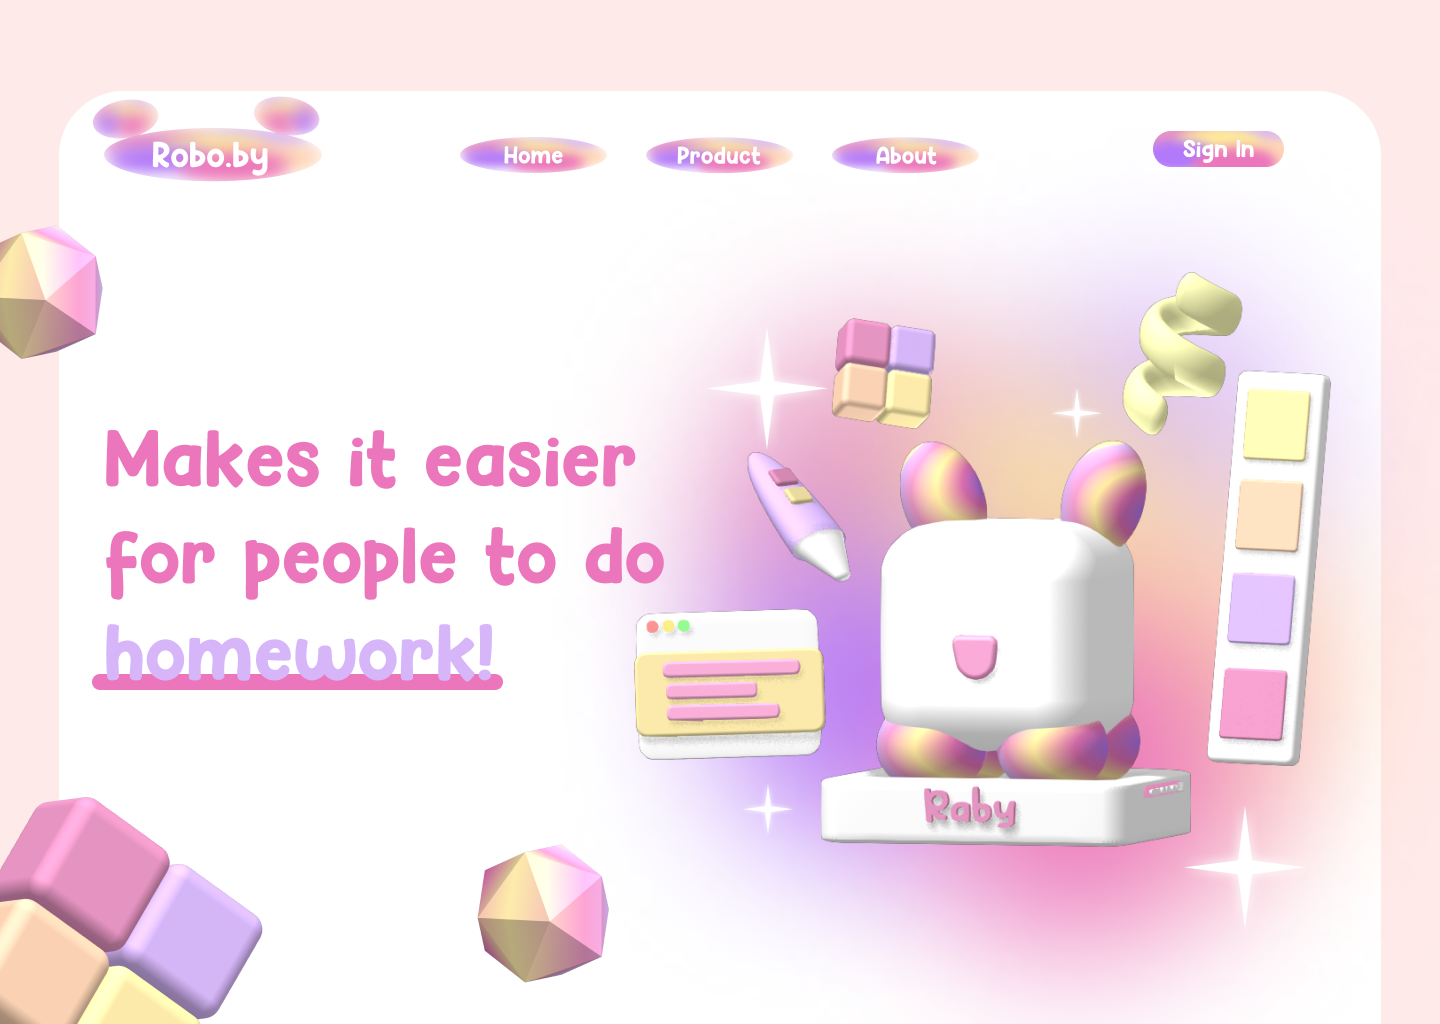 Robo.by
Home
Product
About
Sign In
Makes it easier
for people to do
homework!
Raby